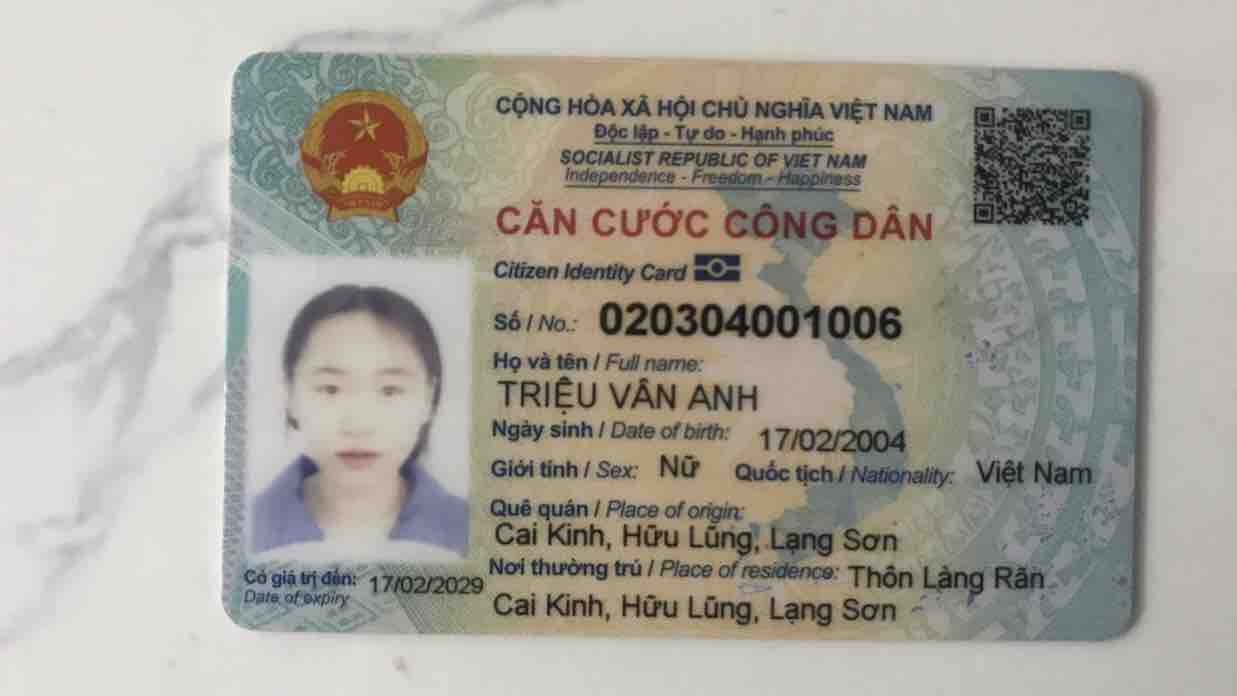 CỘNG HÒA XÃ HỘI CHỦ NGHĨA VIỆT NAM
Độc lập - Tự do - Hạnh phúc
SOCIALIST REPUBLIC OF VIET NAM
Independence - Freedom - Happiness
CĂN CƯỚC CÔNG DÂN
Citizen Identity Card
Số / No.: 020304001006
Họ và tên / Full name:
TRIỆU VÂN ANH
Ngày sinh / Date of birth: 17/02/2004
Giới tính / Sex: Nữ Quốc tịch / Nationality: Việt Nam
Quê quán / Place of origin:
Cai Kinh, Hữu Lũng, Lạng Sơn
Nơi thường trú / Place of residence: Thôn Làng Rãn
Cai Kinh, Hữu Lũng, Lạng Sơn
Có giá trị đến: 17/02/2029
Date of expiry